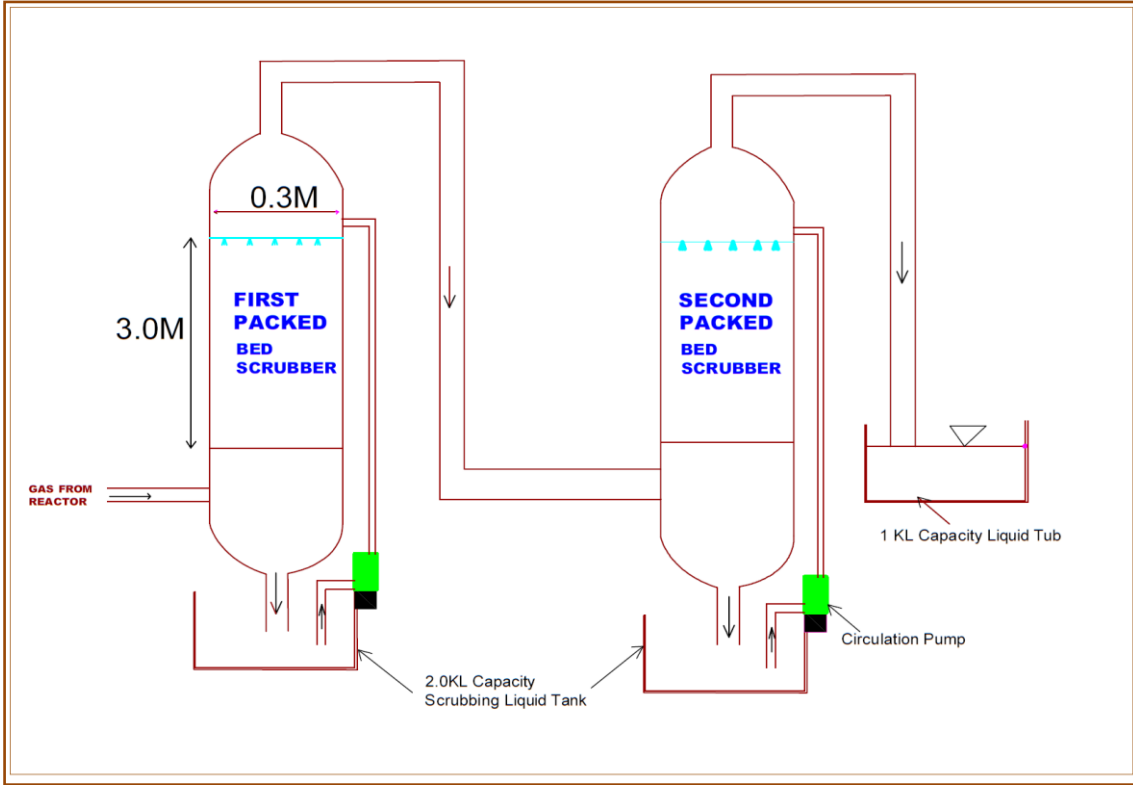 0.3M
3.0M
FIRST
PACKED
BED
SCRUBBER
SECOND
PACKED
BED
SCRUBBER
GAS FROM
REACTOR
1 KL Capacity Liquid Tub
Circulation Pump
2.0KL Capacity
Scrubbing Liquid Tank